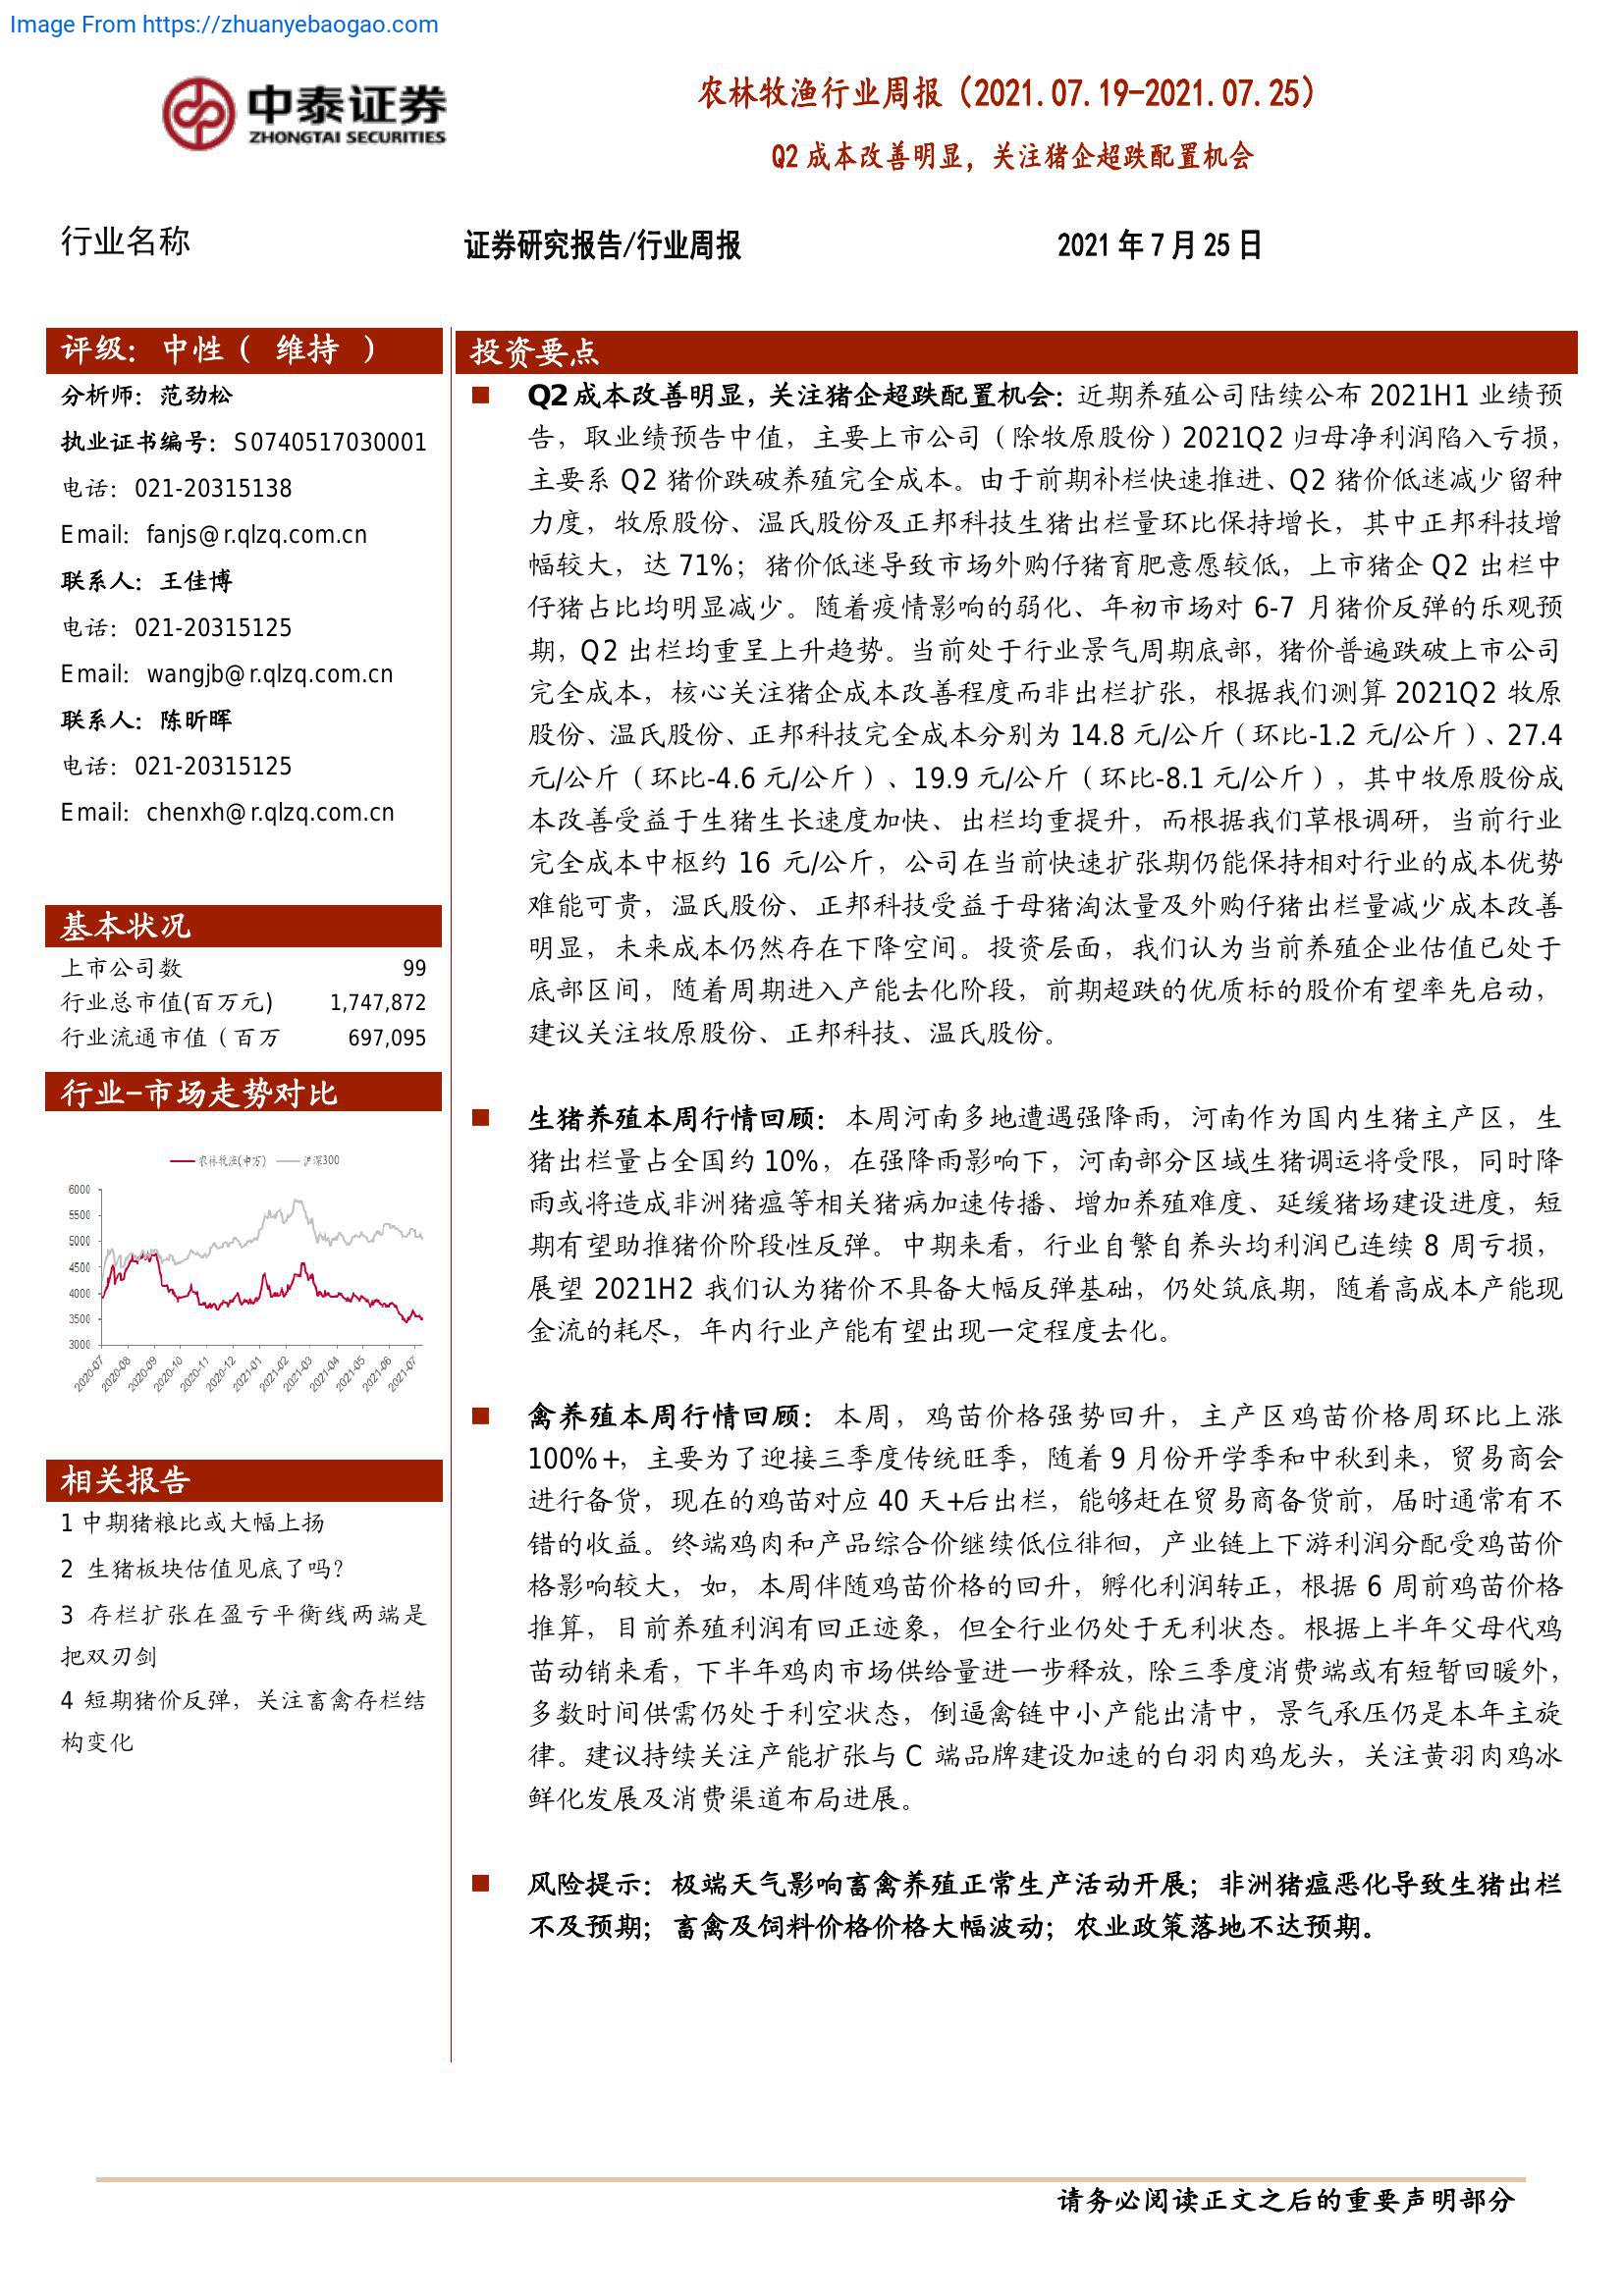 Image From https://zhuanyebaogao.com
中泰证券
ZHONGTAI SECURITIES
农林牧渔行业周报（2021.07.19-2021.07.25）
Q2 成本改善明显，关注猪企超跌配置机会
行业名称
证券研究报告/行业周报
2021 年 7 月 25 日
评级：中性（ 维持 ）
分析师：范劲松
执业证书编号：S0740517030001
电话：021-20315138
Email：fanjs@r.qlzq.com.cn
联系人：王佳博
电话：021-20315125
Email：wangjb@r.qlzq.com.cn
联系人：陈昕晖
电话：021-20315125
Email：chenxh@r.qlzq.com.cn
基本状况
上市公司数 99
行业总市值(百万元) 1,747,872
行业流通市值（百万 697,095
行业-市场走势对比
农林牧渔(申万) 沪深300
6000
5500
5000
4500
4000
3500
3000
2020-07 2020-08 2020-09 2020-10 2020-11 2020-12 2021-01 2021-02 2021-03 2021-04 2021-05 2021-06 2021-07
相关报告
1 中期猪粮比或大幅上扬
2 生猪板块估值见底了吗？
3 存栏扩张在盈亏平衡线两端是
把双刃剑
4 短期猪价反弹，关注畜禽存栏结
构变化
投资要点
■ Q2 成本改善明显，关注猪企超跌配置机会：近期养殖公司陆续公布 2021H1 业绩预
告，取业绩预告中值，主要上市公司（除牧原股份）2021Q2 归母净利润陷入亏损，
主要系 Q2 猪价跌破养殖完全成本。由于前期补栏快速推进、Q2 猪价低迷减少留种
力度，牧原股份、温氏股份及正邦科技生猪出栏量环比保持增长，其中正邦科技增
幅较大，达 71%；猪价低迷导致市场外购仔猪育肥意愿较低，上市猪企 Q2 出栏中
仔猪占比均明显减少。随着疫情影响的弱化、年初市场对 6-7 月猪价反弹的乐观预
期，Q2 出栏均重呈上升趋势。当前处于行业景气周期底部，猪价普遍跌破上市公司
完全成本，核心关注猪企成本改善程度而非出栏扩张，根据我们测算 2021Q2 牧原
股份、温氏股份、正邦科技完全成本分别为 14.8 元/公斤（环比-1.2 元/公斤）、27.4
元/公斤（环比-4.6 元/公斤）、19.9 元/公斤（环比-8.1 元/公斤），其中牧原股份成
本改善受益于生猪生长速度加快、出栏均重提升，而根据我们草根调研，当前行业
完全成本中枢约 16 元/公斤，公司在当前快速扩张期仍能保持相对行业的成本优势
难能可贵，温氏股份、正邦科技受益于母猪淘汰量及外购仔猪出栏量减少成本改善
明显，未来成本仍然存在下降空间。投资层面，我们认为当前养殖企业估值已处于
底部区间，随着周期进入产能去化阶段，前期超跌的优质标的股价有望率先启动，
建议关注牧原股份、正邦科技、温氏股份。
■ 生猪养殖本周行情回顾：本周河南多地遭遇强降雨，河南作为国内生猪主产区，生
猪出栏量占全国约 10%，在强降雨影响下，河南部分区域生猪调运将受限，同时降
雨或将造成非洲猪瘟等相关猪病加速传播、增加养殖难度、延缓猪场建设进度，短
期有望助推猪价阶段性反弹。中期来看，行业自繁自养头均利润已连续 8 周亏损，
展望 2021H2 我们认为猪价不具备大幅反弹基础，仍处筑底期，随着高成本产能现
金流的耗尽，年内行业产能有望出现一定程度去化。
■ 禽养殖本周行情回顾：本周，鸡苗价格强势回升，主产区鸡苗价格周环比上涨
100%+，主要为了迎接三季度传统旺季，随着 9 月份开学季和中秋到来，贸易商会
进行备货，现在的鸡苗对应 40 天+后出栏，能够赶在贸易商备货前，届时通常有不
错的收益。终端鸡肉和产品综合价继续低位徘徊，产业链上下游利润分配受鸡苗价
格影响较大，如，本周伴随鸡苗价格的回升，孵化利润转正，根据 6 周前鸡苗价格
推算，目前养殖利润有回正迹象，但全行业仍处于无利状态。根据上半年父母代鸡
苗动销来看，下半年鸡肉市场供给量进一步释放，除三季度消费端或有短暂回暖外，
多数时间供需仍处于利空状态，倒逼禽链中小产能出清中，景气承压仍是本年主旋
律。建议持续关注产能扩张与 C 端品牌建设加速的白羽肉鸡龙头，关注黄羽肉鸡冰
鲜化发展及消费渠道布局进展。
■ 风险提示：极端天气影响畜禽养殖正常生产活动开展；非洲猪瘟恶化导致生猪出栏
不及预期；畜禽及饲料价格价格大幅波动；农业政策落地不达预期。
请务必阅读正文之后的重要声明部分